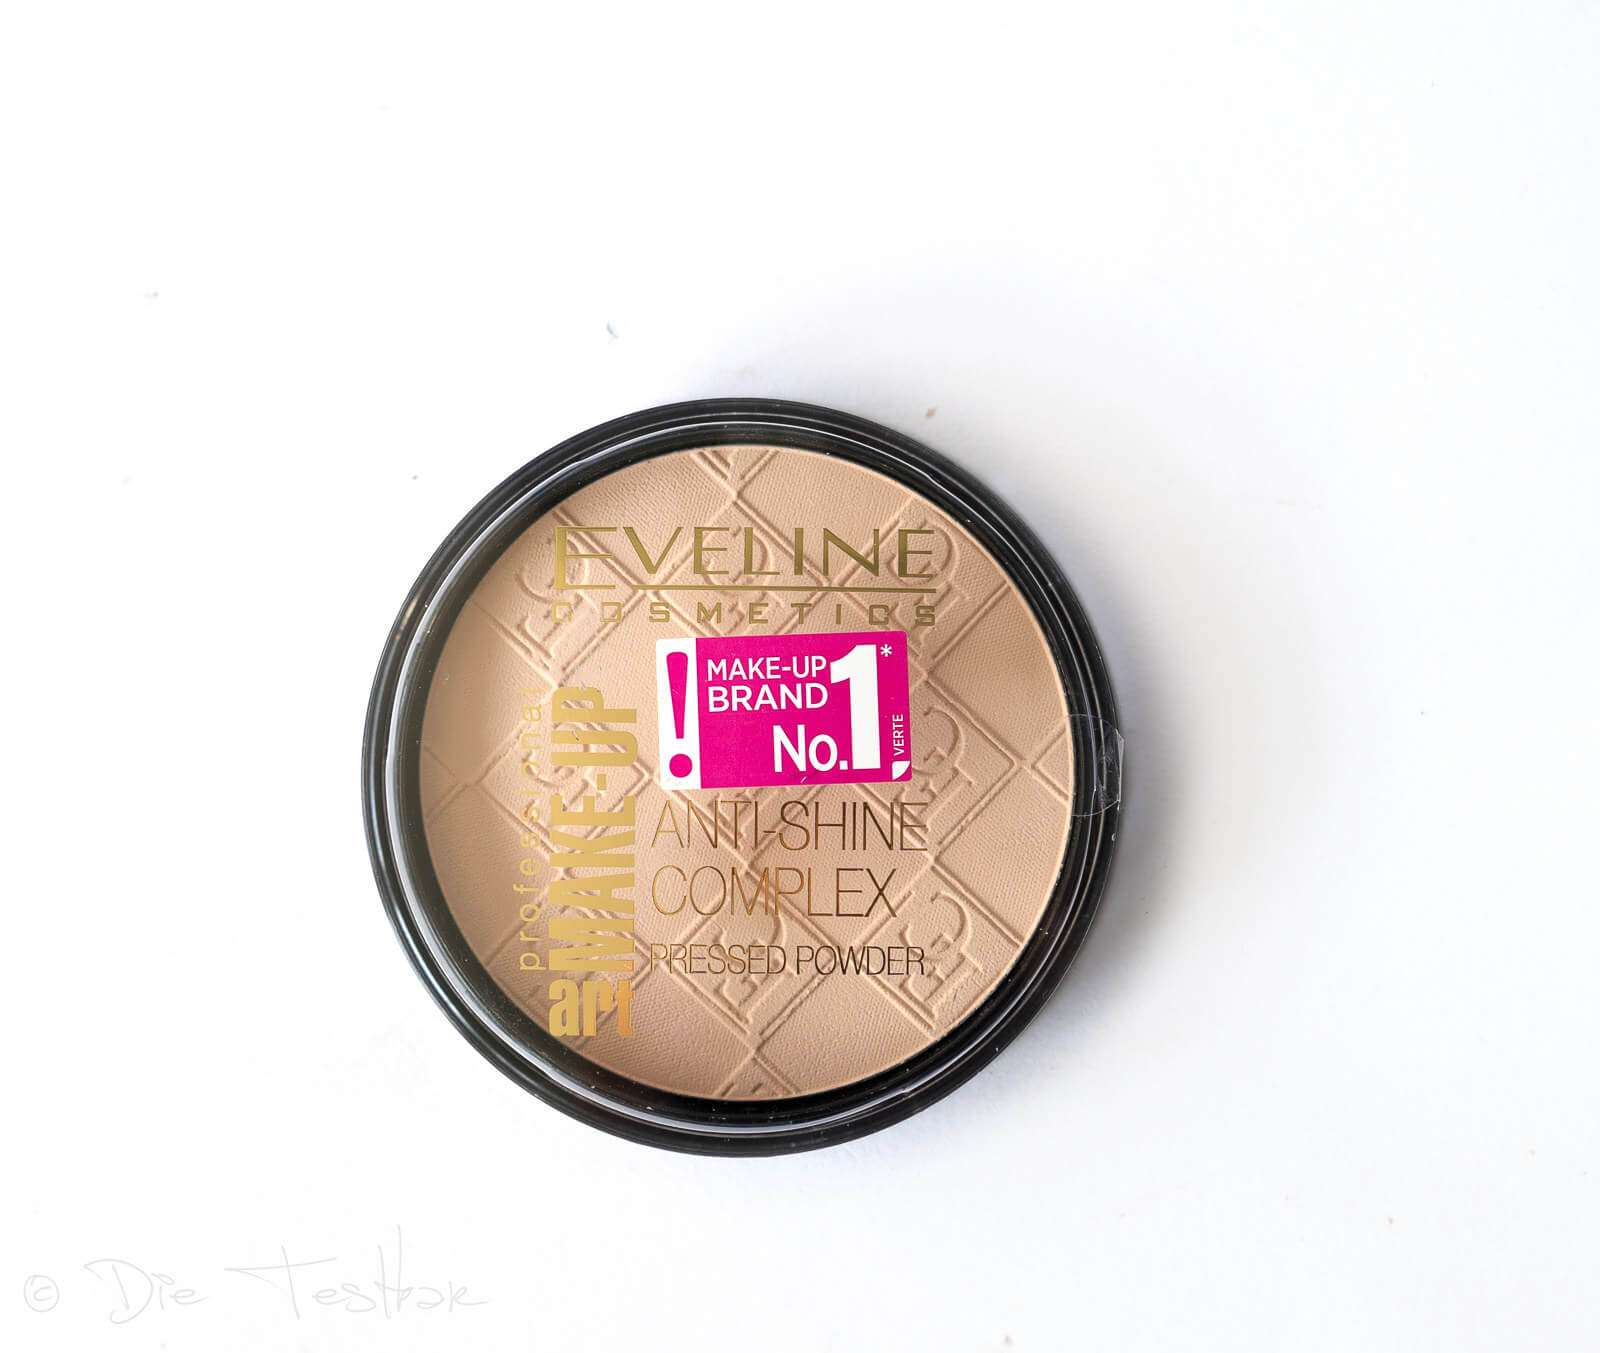 EVELINE
COSMETICS
! MAKE-UP
BRAND
No.1*
VERTE
professional
art MAKE-UP
ANTI-SHINE
COMPLEX
PRESSED POWDER
© Die Testbar